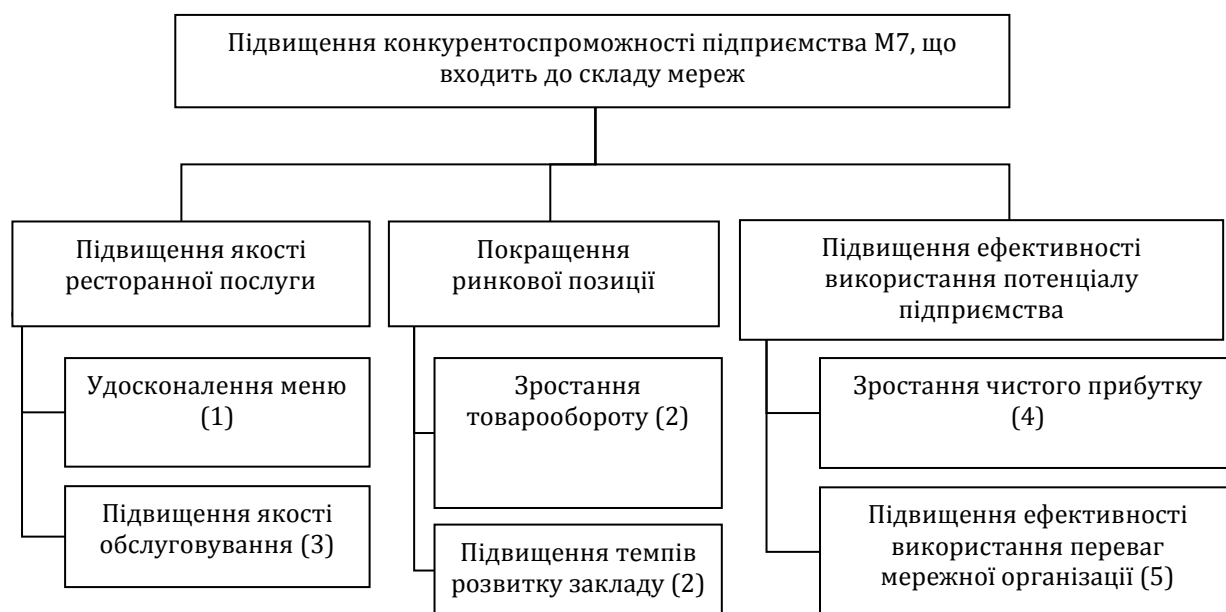 Підвищення конкурентоспроможності підприємства М7, що
входить до складу мереж
Підвищення якості
ресторанної послуги
Удосконалення меню
(1)
Підвищення якості
обслуговування (3)
Покращення
ринкової позиції
Зростання
товарообороту (2)
Підвищення темпів
розвитку закладу (2)
Підвищення ефективності
використання потенціалу
підприємства
Зростання чистого прибутку
(4)
Підвищення ефективності
використання переваг
мережної організації (5)